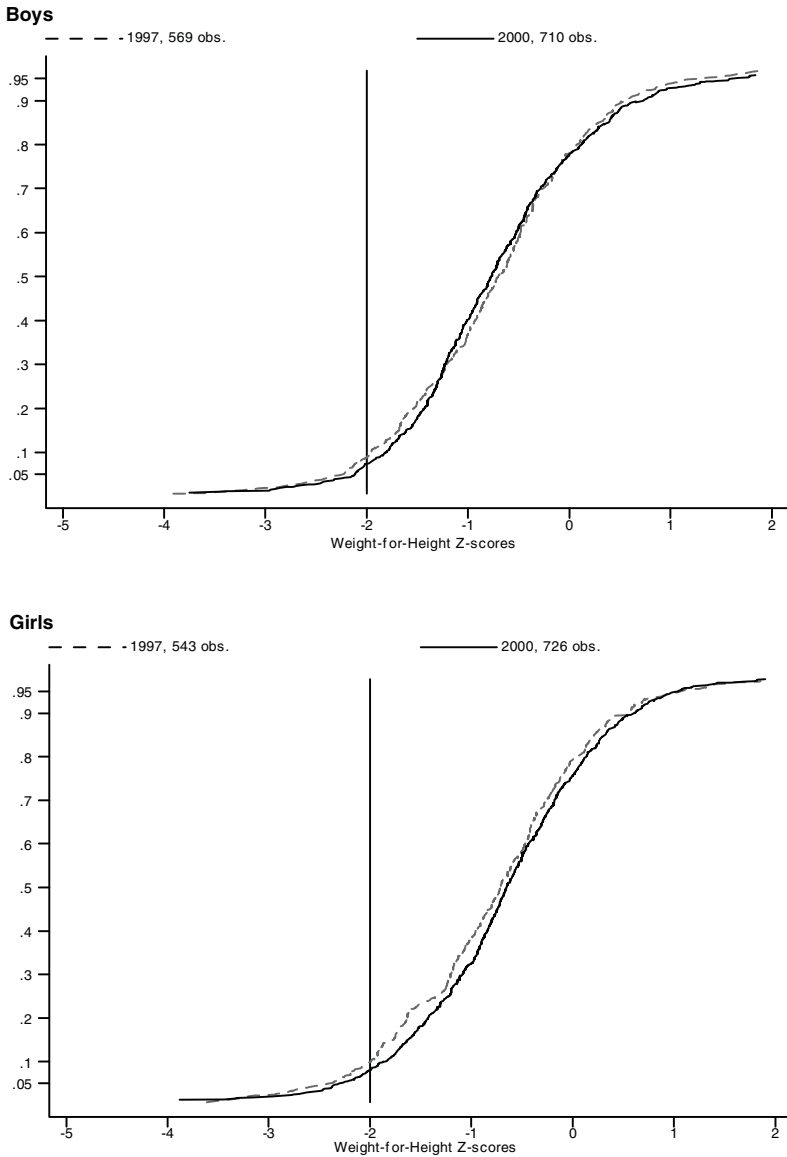 Boys
1997, 569 obs.
2000, 710 obs.
.95
.9
.8
.7
.6
.5
.4
.3
.2
.1
.05
-5 -4 -3 -2 -1 0 1 2
Weight-for-Height Z-scores
Girls
1997, 543 obs.
2000, 726 obs.
.95
.9
.8
.7
.6
.5
.4
.3
.2
.1
.05
-5 -4 -3 -2 -1 0 1 2
Weight-for-Height Z-scores